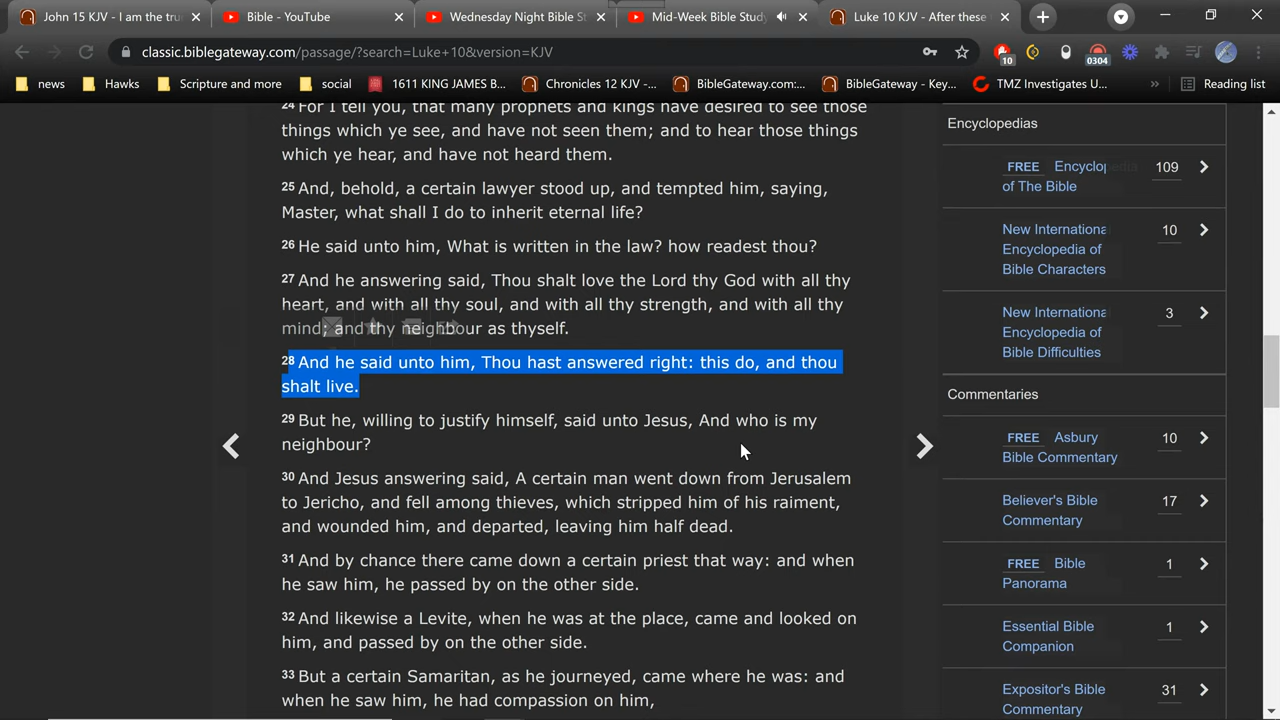 John 15 KJV - I am the tru
Bible - YouTube
Wednesday Night Bible St
Mid-Week Bible Study
Luke 10 KJV - After these
classic.biblegateway.com/passage/?search=Luke+10&version=KJV
10
0304
news
Hawks
Scripture and more
social
1611 KING JAMES B...
Chronicles 12 KJV -...
BibleGateway.com:...
BibleGateway - Key...
TMZ Investigates U...
»
Reading list
24 For I tell you, that many prophets and kings have desired to see those
things which ye see, and have not seen them; and to hear those things
which ye hear, and have not heard them.
25 And, behold, a certain lawyer stood up, and tempted him, saying,
Master, what shall I do to inherit eternal life?
26 He said unto him, What is written in the law? how readest thou?
27 And he answering said, Thou shalt love the Lord thy God with all thy
heart, and with all thy soul, and with all thy strength, and with all thy
mind; and thy neighbour as thyself.
28 And he said unto him, Thou hast answered right: this do, and thou
shalt live.
29 But he, willing to justify himself, said unto Jesus, And who is my
neighbour?
30 And Jesus answering said, A certain man went down from Jerusalem
to Jericho, and fell among thieves, which stripped him of his raiment,
and wounded him, and departed, leaving him half dead.
31 And by chance there came down a certain priest that way: and when
he saw him, he passed by on the other side.
32 And likewise a Levite, when he was at the place, came and looked on
him, and passed by on the other side.
33 But a certain Samaritan, as he journeyed, came where he was: and
when he saw him, he had compassion on him,
Encyclopedias
FREE Encyclopedia 109
of The Bible
New Internationa 10
Encyclopedia of
Bible Characters
New Internationa 3
Encyclopedia of
Bible Difficulties
Commentaries
FREE Asbury 10
Bible Commentary
Believer's Bible 17
Commentary
FREE Bible 1
Panorama
Essential Bible 1
Companion
Expositor's Bible 31
Commentary